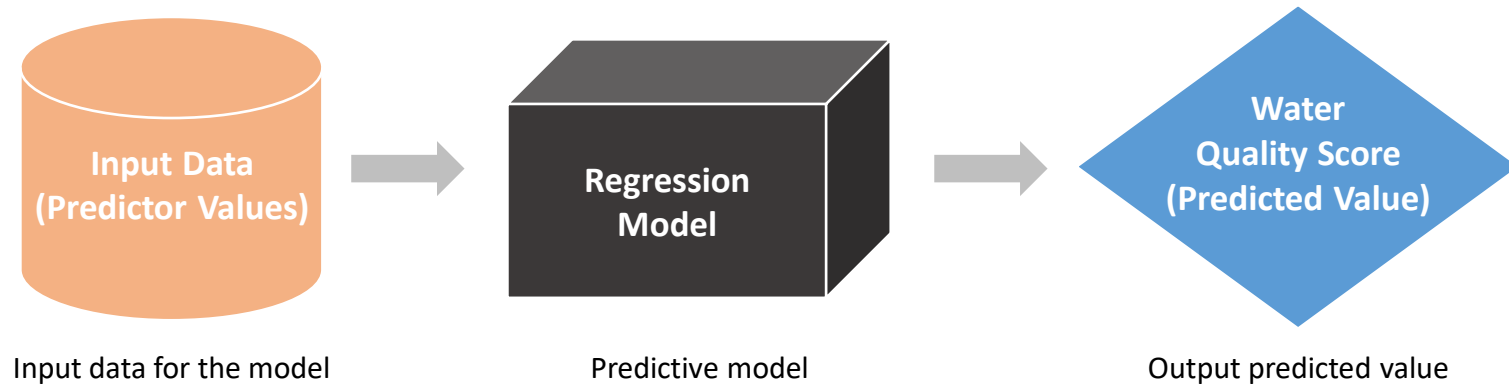 Input Data
(Predictor Values)
Regression
Model
Water
Quality Score
(Predicted Value)
Input data for the model
Predictive model
Output predicted value